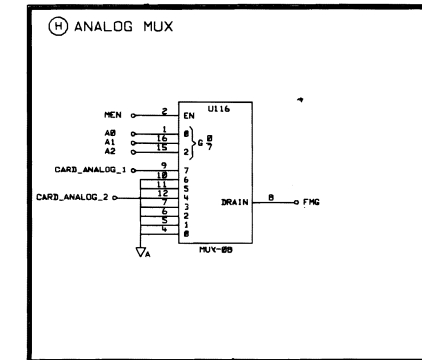 H ANALOG MUX
U116
MEN 2 EN
A0 1 0
A1 16 G 0/7
A2 15 2
CARD_ANALOG_1 9 7
10 6
11 5
CARD_ANALOG_2 12 4
7 3
6 2
5 1
4 0
DRAIN 8 FMG
A
MUX-08